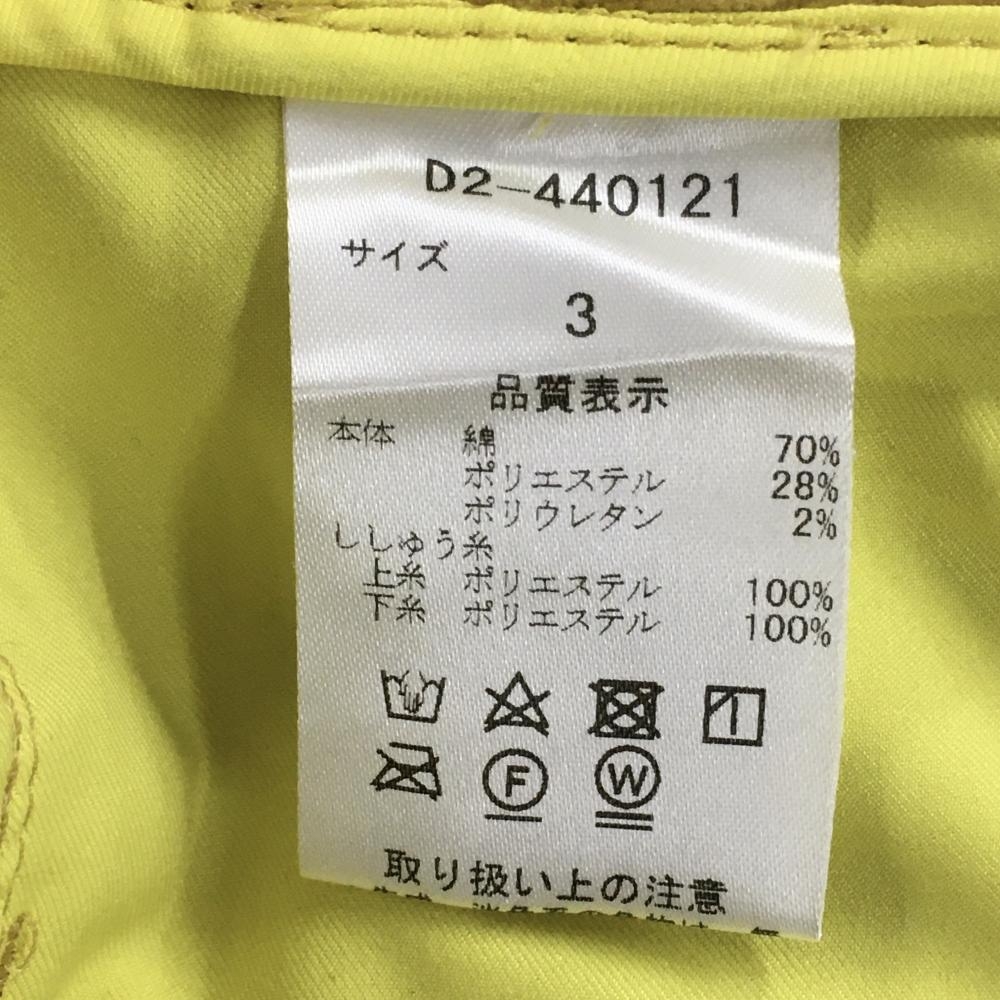 D2-440121
サイズ
3
品質表示
本体 綿 70%
ポリエステル 28%
ポリウレタン 2%
ししゅう糸
上糸 ポリエステル 100%
下糸 ポリエステル 100%
F W
取り扱い上の注意